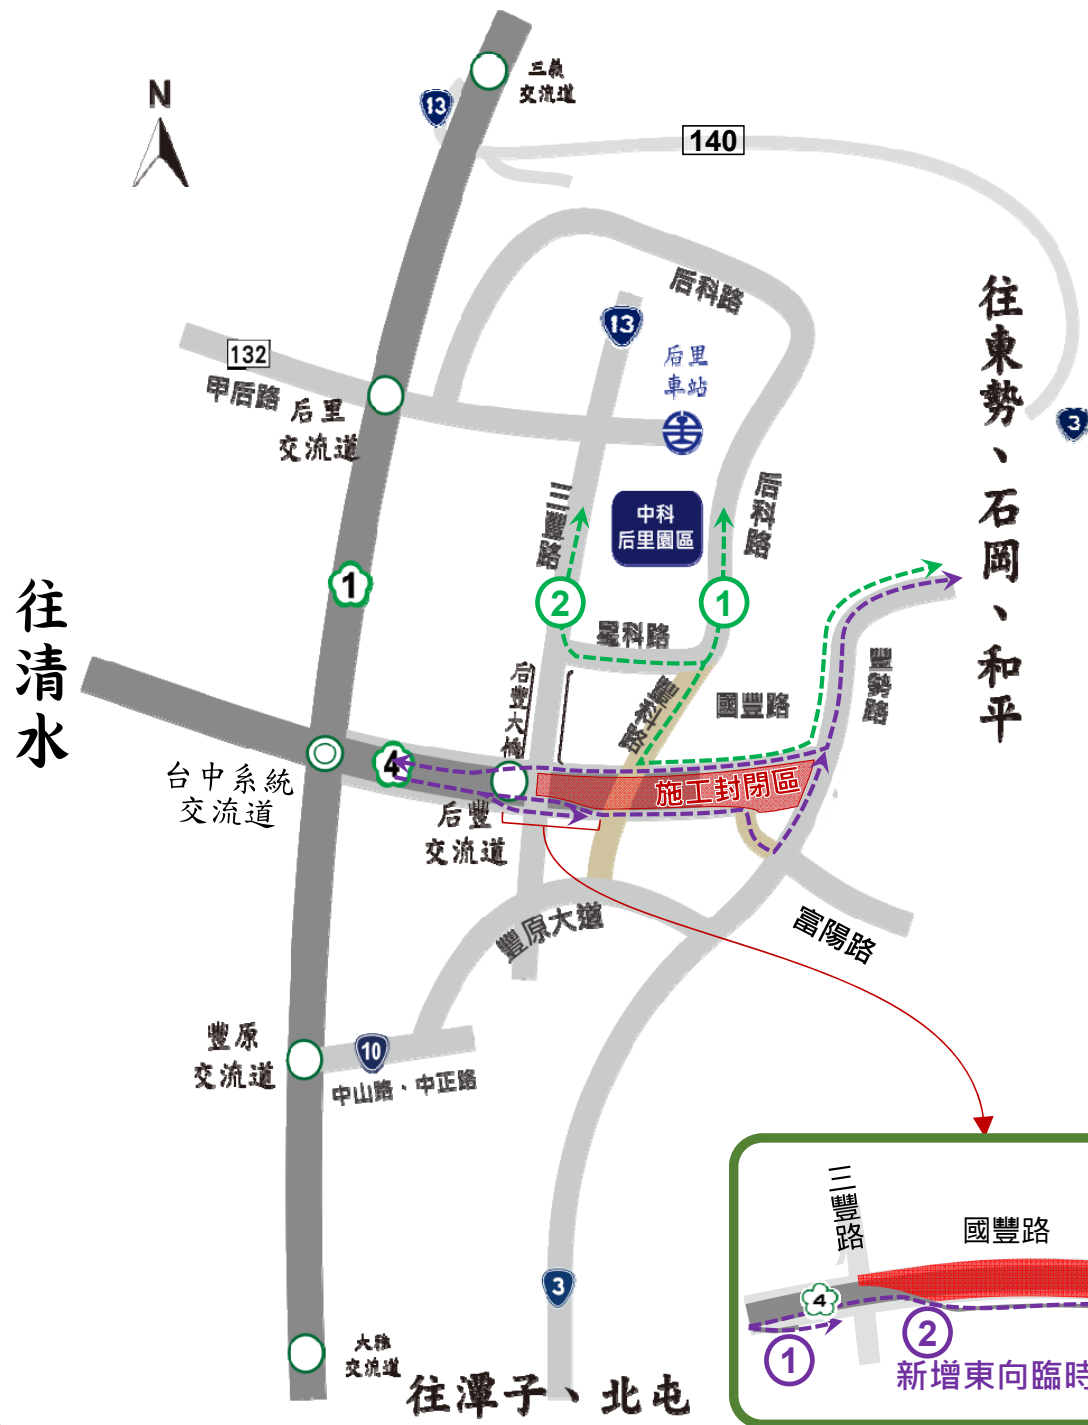 N
三義
交流道
13
140
后科路
13
132
甲后路
后里
交流道
后里
車站
往東勢、石岡、和平
3
三豐路
中科
后里園區
后科路
1
往清水
2
1
星科路
后豐大橋
豐科路
國豐路
豐勢路
台中系統
交流道
4
后豐
交流道
施工封閉區
豐原大道
富陽路
豐原
交流道
10
中山路、中正路
三豐路
國豐路
4
1
2
新增東向臨時
3
大雅
交流道
往潭子、北屯